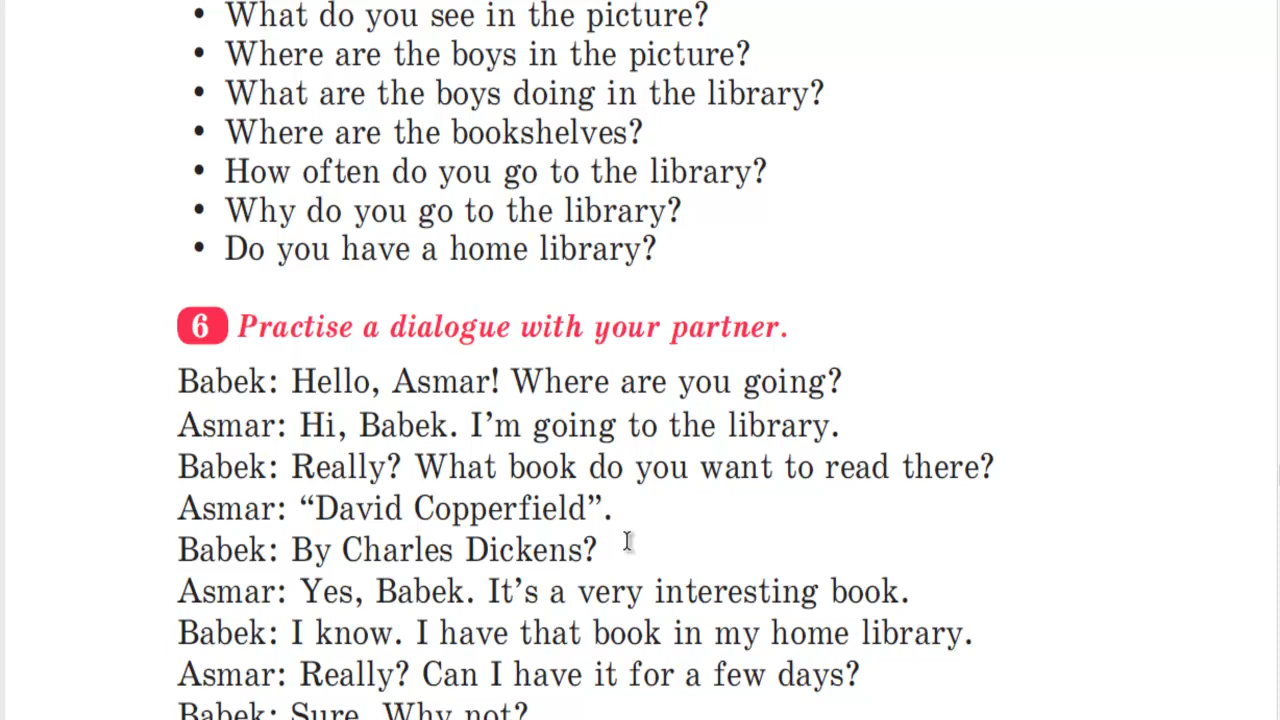 • What do you see in the picture?
• Where are the boys in the picture?
• What are the boys doing in the library?
• Where are the bookshelves?
• How often do you go to the library?
• Why do you go to the library?
• Do you have a home library?
6 Practise a dialogue with your partner.
Babek: Hello, Asmar! Where are you going?
Asmar: Hi, Babek. I’m going to the library.
Babek: Really? What book do you want to read there?
Asmar: “David Copperfield”.
Babek: By Charles Dickens?
Asmar: Yes, Babek. It’s a very interesting book.
Babek: I know. I have that book in my home library.
Asmar: Really? Can I have it for a few days?
Babek: Sure. Why not?